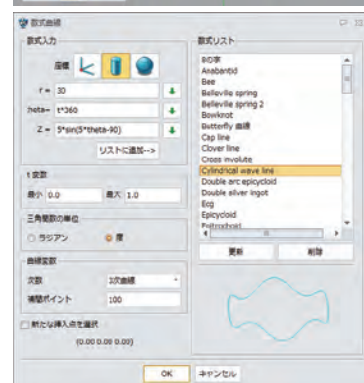 数式曲線
数式入力
座標
r = 30
theta= t*360
Z = 5*sin(5*theta-90)
リストに追加-->
t 変数
最小 0.0 最大 1.0
三角関数の単位
ラジアン 度
曲線変数
次数 3次曲線
補間ポイント 100
新たな挿入点を選択
(0.00 0.00 0.00)
数式リスト
8の字
Anabantid
Bee
Belleville spring
Belleville spring 2
Bowknot
Butterfly 曲線
Cap line
Clover line
Cross involute
Cylindrical wave line
Double arc epicycloid
Double silver ingot
Ecg
Epicycloid
更新 削除
OK キャンセル